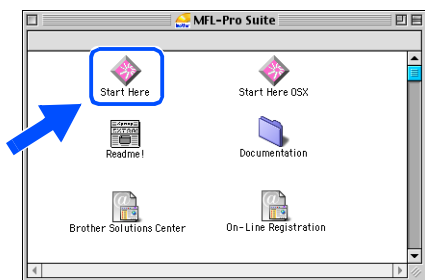 MFL-Pro Suite
Start Here
Start Here OSX
Readme!
Documentation
Brother Solutions Center
On-Line Registration